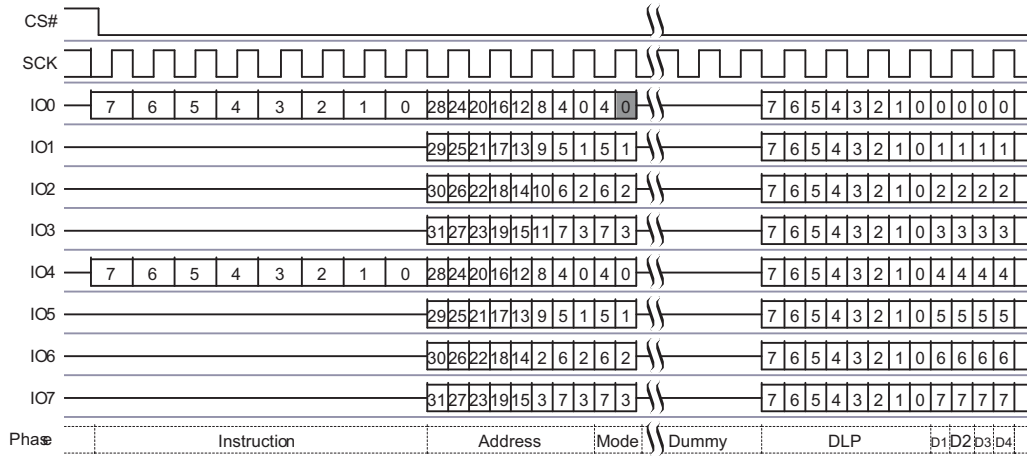 CS#
SCK
IO0 7 6 5 4 3 2 1 0 28 24 20 16 12 8 4 0 4 0 7 6 5 4 3 2 1 0 0 0 0 0
IO1 29 25 21 17 13 9 5 1 5 1 7 6 5 4 3 2 1 0 1 1 1 1
IO2 30 26 22 18 14 10 6 2 6 2 7 6 5 4 3 2 1 0 2 2 2 2
IO3 31 27 23 19 15 11 7 3 7 3 7 6 5 4 3 2 1 0 3 3 3 3
IO4 7 6 5 4 3 2 1 0 28 24 20 16 12 8 4 0 4 0 7 6 5 4 3 2 1 0 4 4 4 4
IO5 29 25 21 17 13 9 5 1 5 1 7 6 5 4 3 2 1 0 5 5 5 5
IO6 30 26 22 18 14 2 6 2 6 2 7 6 5 4 3 2 1 0 6 6 6 6
IO7 31 27 23 19 15 3 7 3 7 3 7 6 5 4 3 2 1 0 7 7 7 7
Phase Instruction Address Mode Dummy DLP D1 D2 D3 D4